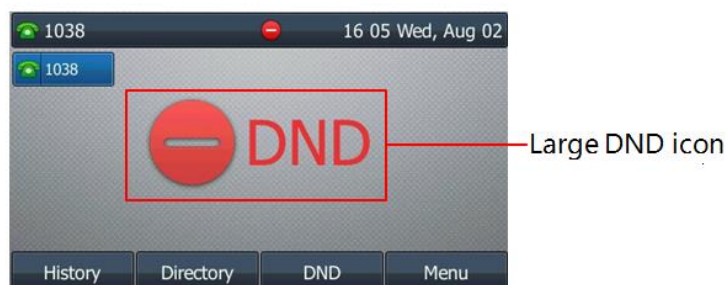 1038 16 05 Wed, Aug 02
1038
DND
Large DND icon
History Directory DND Menu